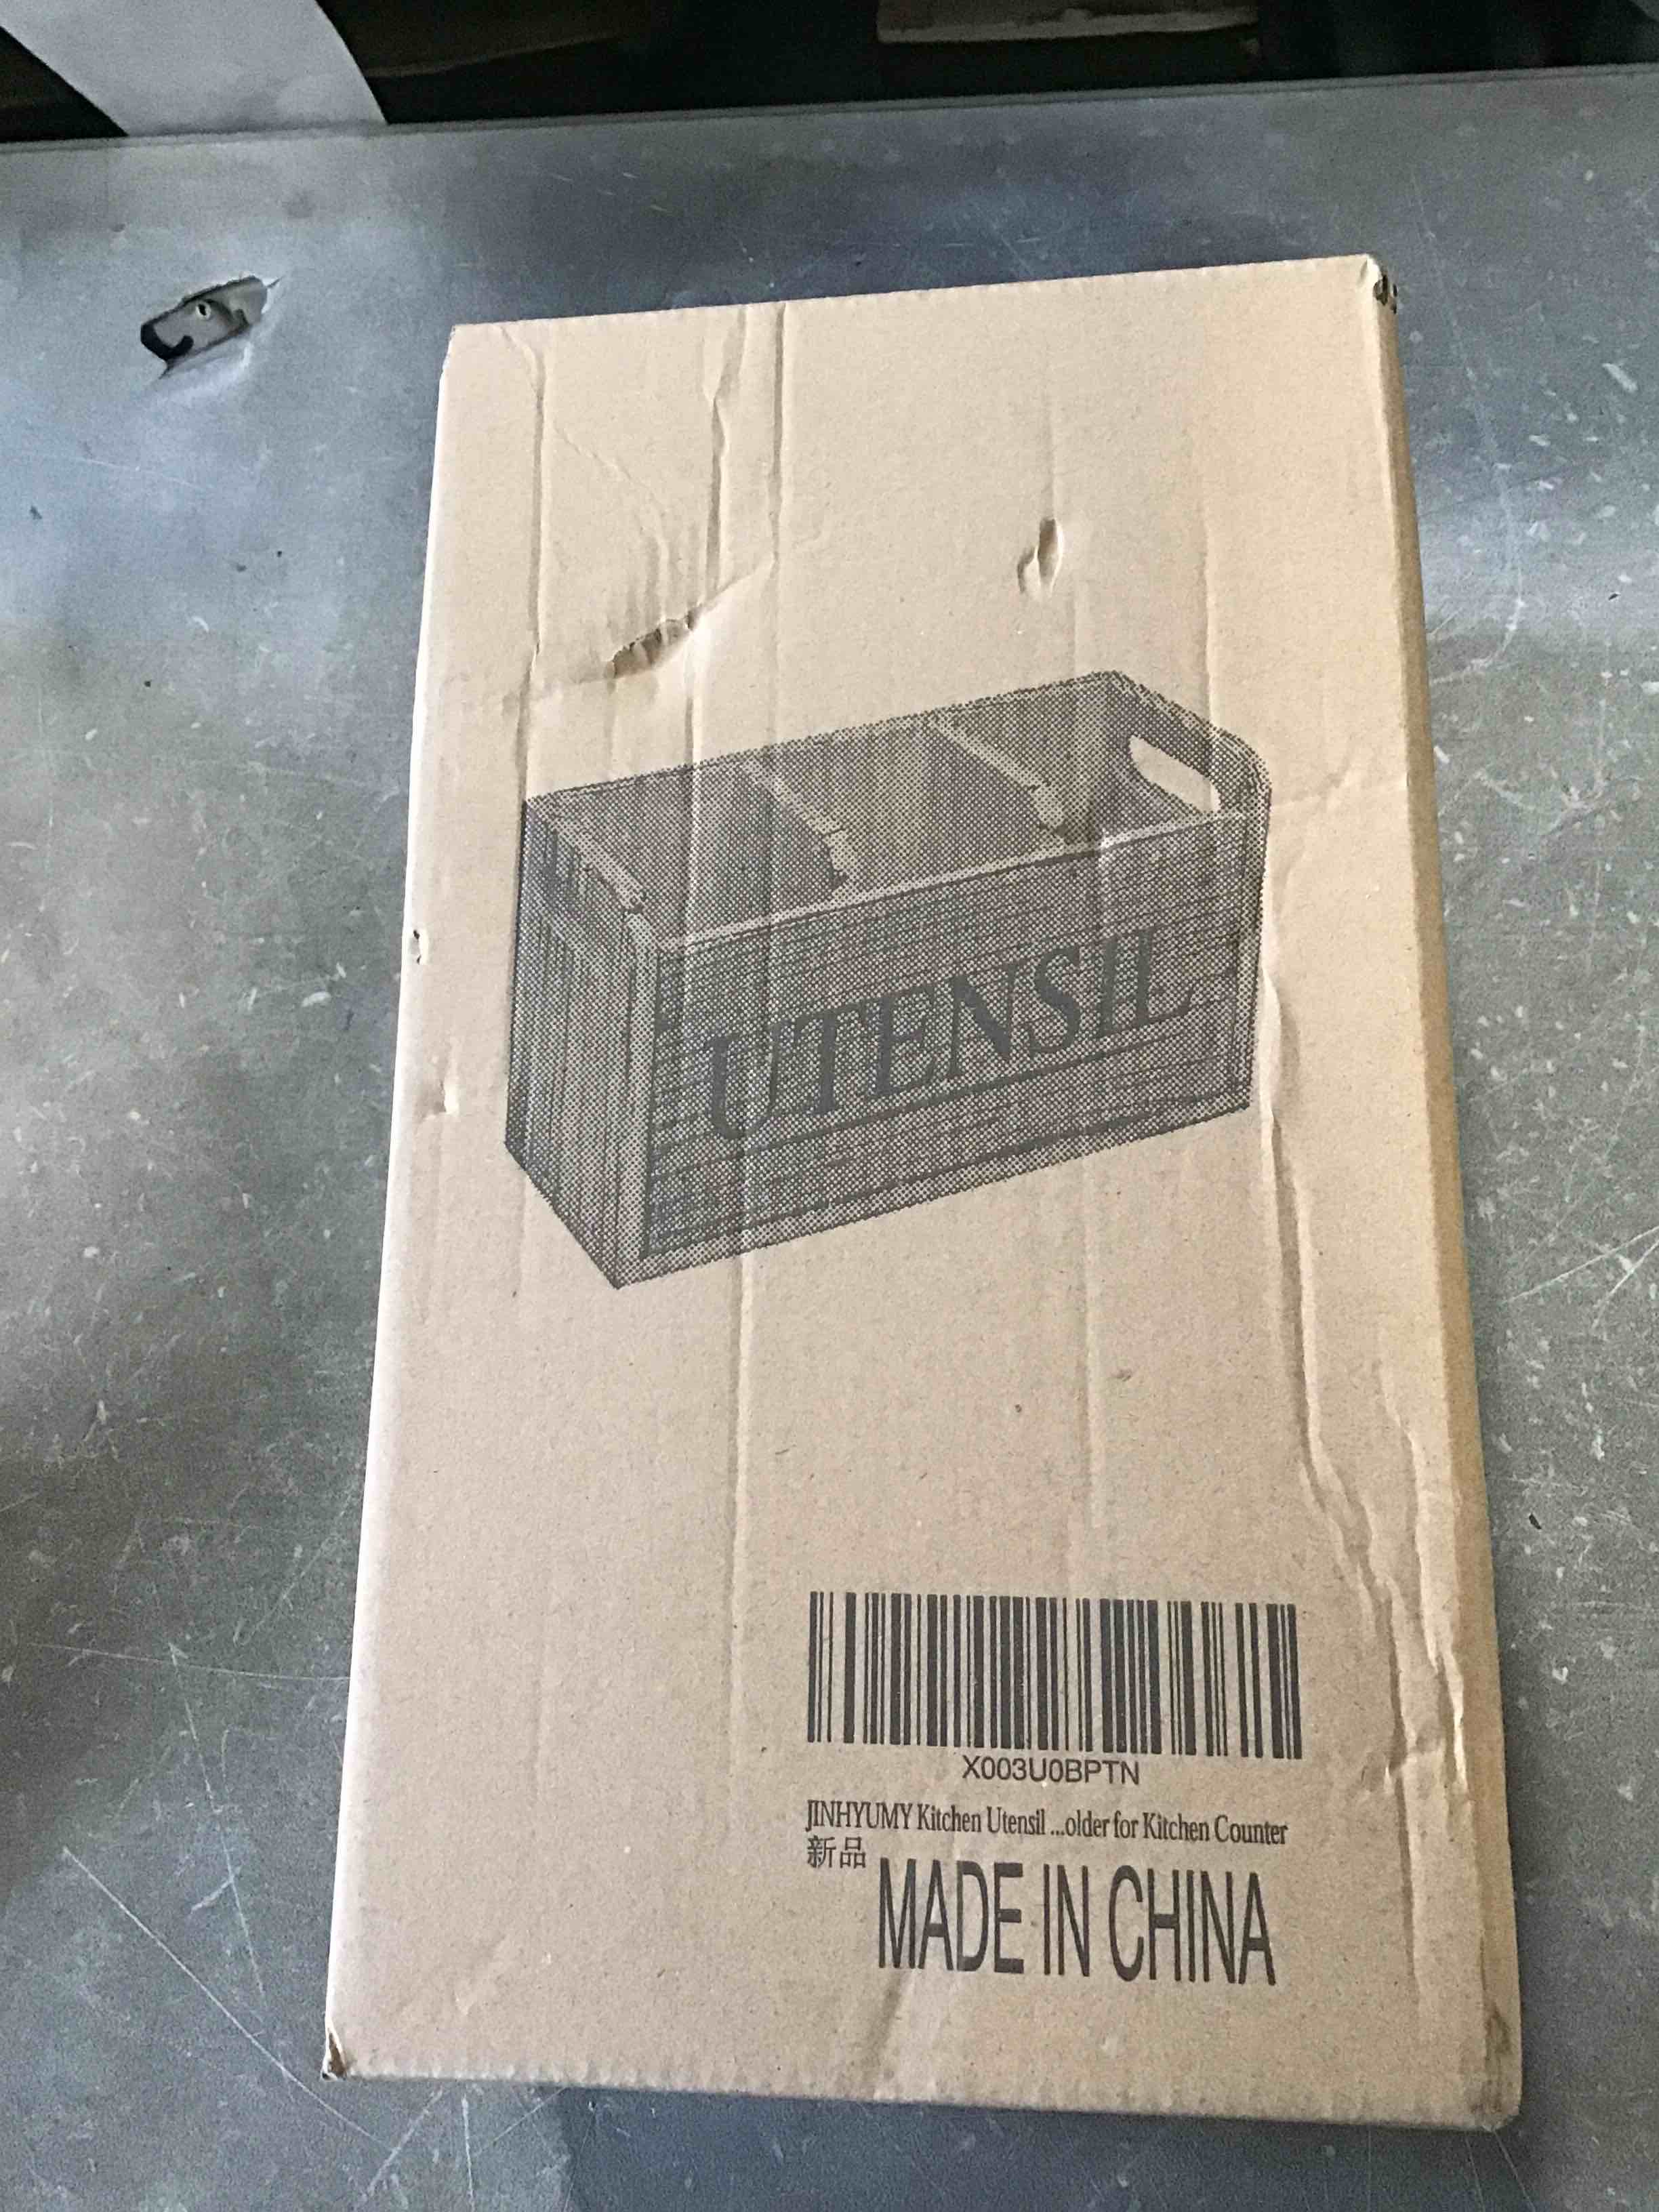 UTENSIL
X003U0BPTN
JINHYUMY Kitchen Utensil ...older for Kitchen Counter
新品
MADE IN CHINA